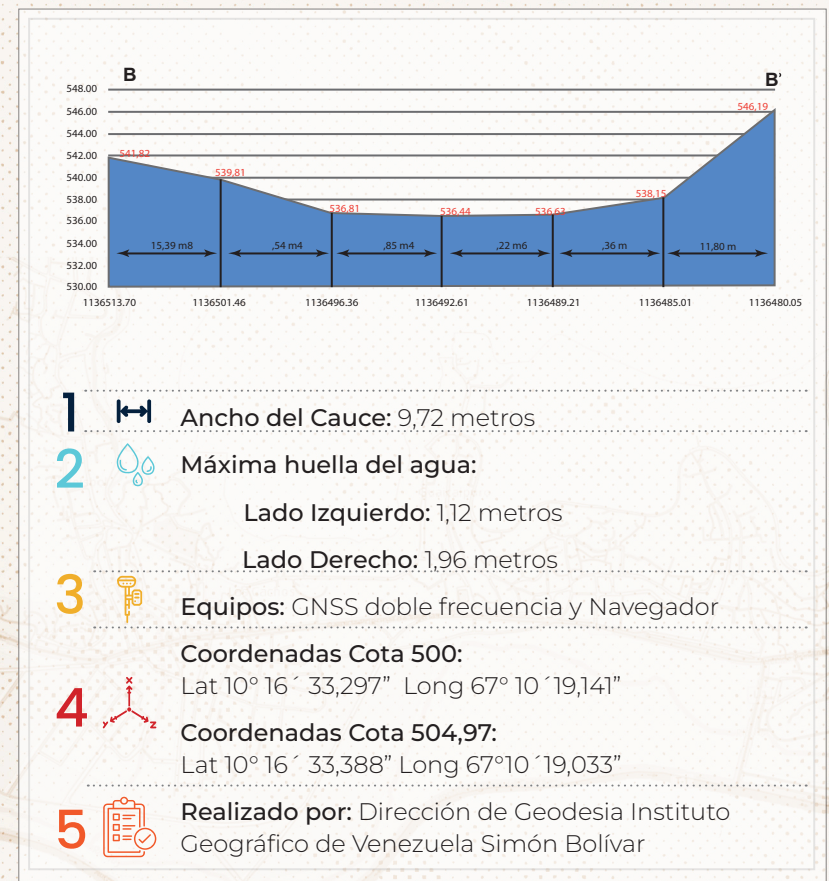 B B’
548.00
546.00 546,19
544.00
542.00 541,82
540.00 539,81
538.00 536,81 536.44 536,63 538,15
536.00
534.00 15,39 m8 ,54 m4 ,85 m4 ,22 m6 ,36 m 11,80 m
532.00
530.00
1136513.70 1136501.46 1136496.36 1136492.61 1136489.21 1136485.01 1136480.05
1 Ancho del Cauce: 9,72 metros
2 Máxima huella del agua:
Lado Izquierdo: 1,12 metros
Lado Derecho: 1,96 metros
3 Equipos: GNSS doble frecuencia y Navegador
4 Coordenadas Cota 500:
Lat 10° 16´ 33,297” Long 67° 10´19,141”
x y z
Coordenadas Cota 504,97:
Lat 10° 16´ 33,388” Long 67°10´19,033”
5 Realizado por: Dirección de Geodesia Instituto
Geográfico de Venezuela Simón Bolívar